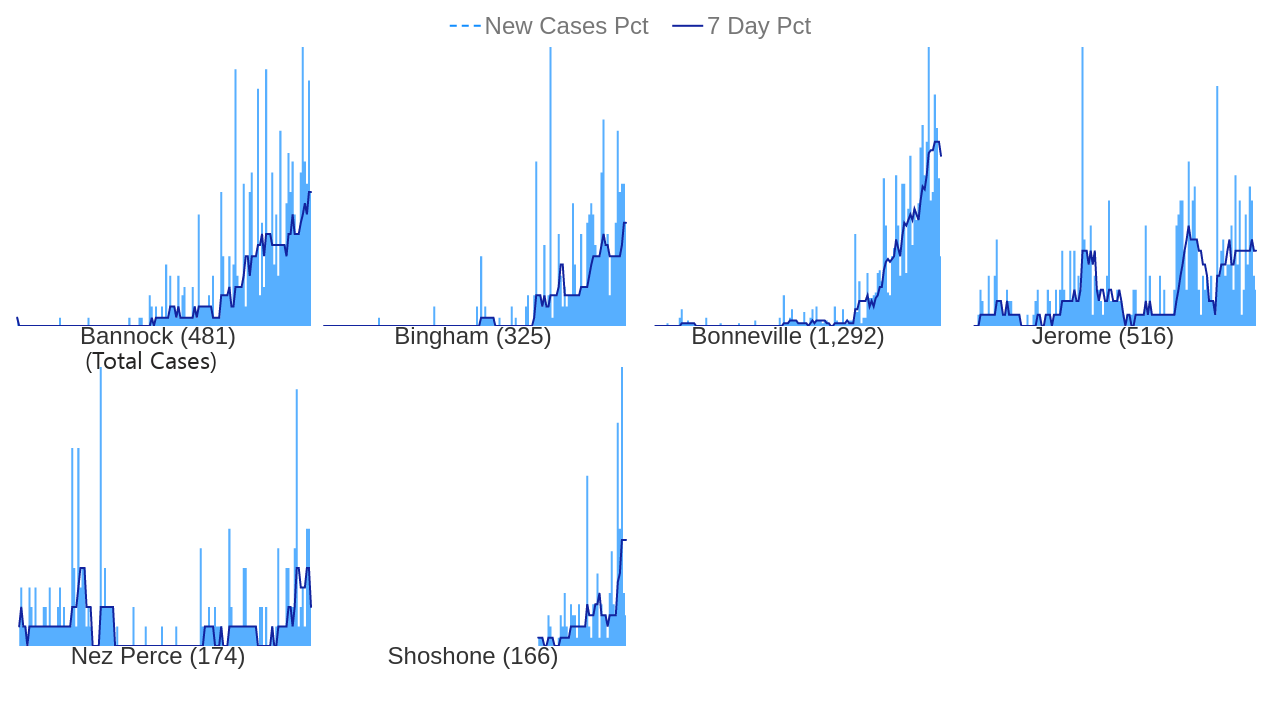 New Cases Pct 7 Day Pct
Bannock (481)
(Total Cases)
Bingham (325)
Bonneville (1,292)
Jerome (516)
Nez Perce (174)
Shoshone (166)